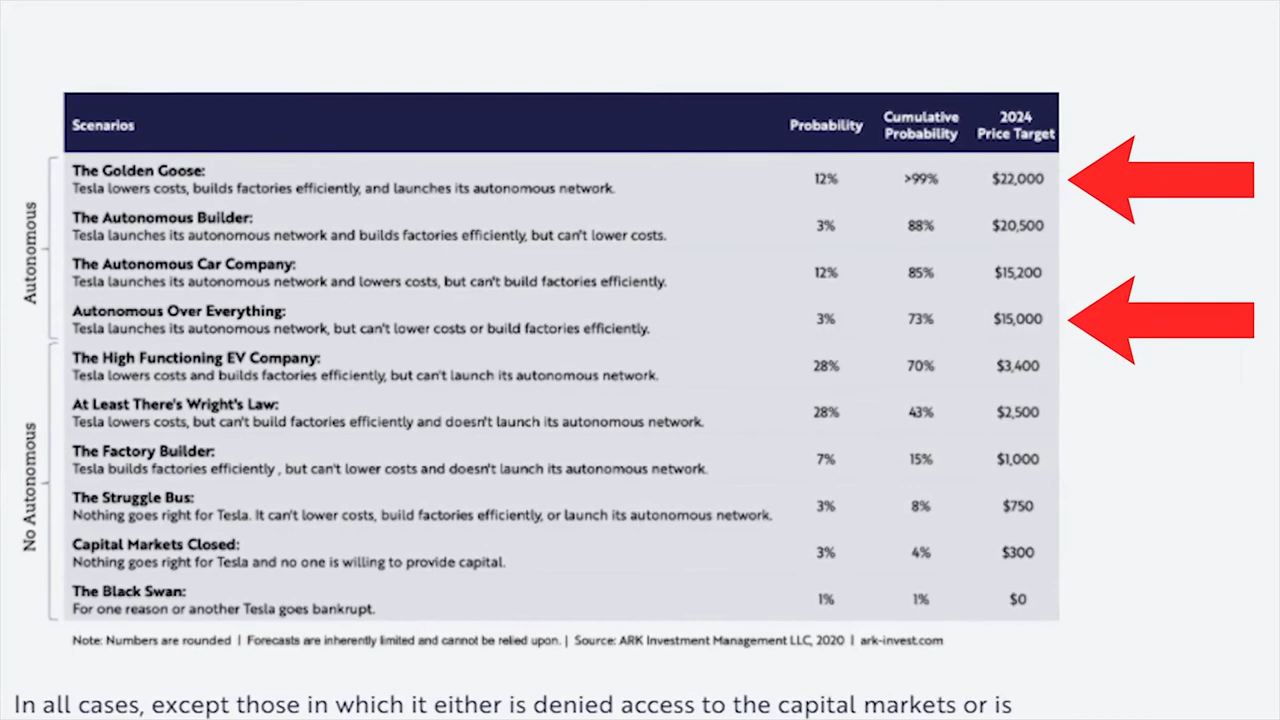 Scenarios Probability Cumulative Probability 2024 Price Target
Autonomous
The Golden Goose:
Tesla lowers costs, builds factories efficiently, and launches its autonomous network. 12% >99% $22,000
The Autonomous Builder:
Tesla launches its autonomous network and builds factories efficiently, but can't lower costs. 3% 88% $20,500
The Autonomous Car Company:
Tesla launches its autonomous network and lowers costs, but can't build factories efficiently. 12% 85% $15,200
Autonomous Over Everything:
Tesla launches its autonomous network, but can't lower costs or build factories efficiently. 3% 73% $15,000
No Autonomous
The High Functioning EV Company:
Tesla lowers costs and builds factories efficiently, but can't launch its autonomous network. 28% 70% $3,400
At Least There's Wright's Law:
Tesla lowers costs, but can't build factories efficiently and doesn't launch its autonomous network. 28% 43% $2,500
The Factory Builder:
Tesla builds factories efficiently , but can't lower costs and doesn't launch its autonomous network. 7% 15% $1,000
The Struggle Bus:
Nothing goes right for Tesla. It can't lower costs, build factories efficiently, or launch its autonomous network. 3% 8% $750
Capital Markets Closed:
Nothing goes right for Tesla and no one is willing to provide capital. 3% 4% $300
The Black Swan:
For one reason or another Tesla goes bankrupt. 1% 1% $0
Note: Numbers are rounded | Forecasts are inherently limited and cannot be relied upon. | Source: ARK Investment Management LLC, 2020 | ark-invest.com
In all cases, except those in which it either is denied access to the capital markets or is